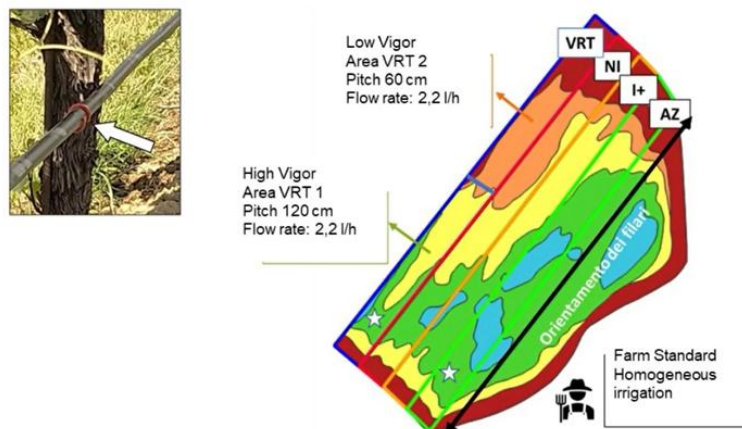 Low Vigor
Area VRT 2
Pitch 60 cm
Flow rate: 2,2 l/h
High Vigor
Area VRT 1
Pitch 120 cm
Flow rate: 2,2 l/h
VRT
NI
I+
AZ
Orientamento dei filari
Farm Standard
Homogeneous
irrigation